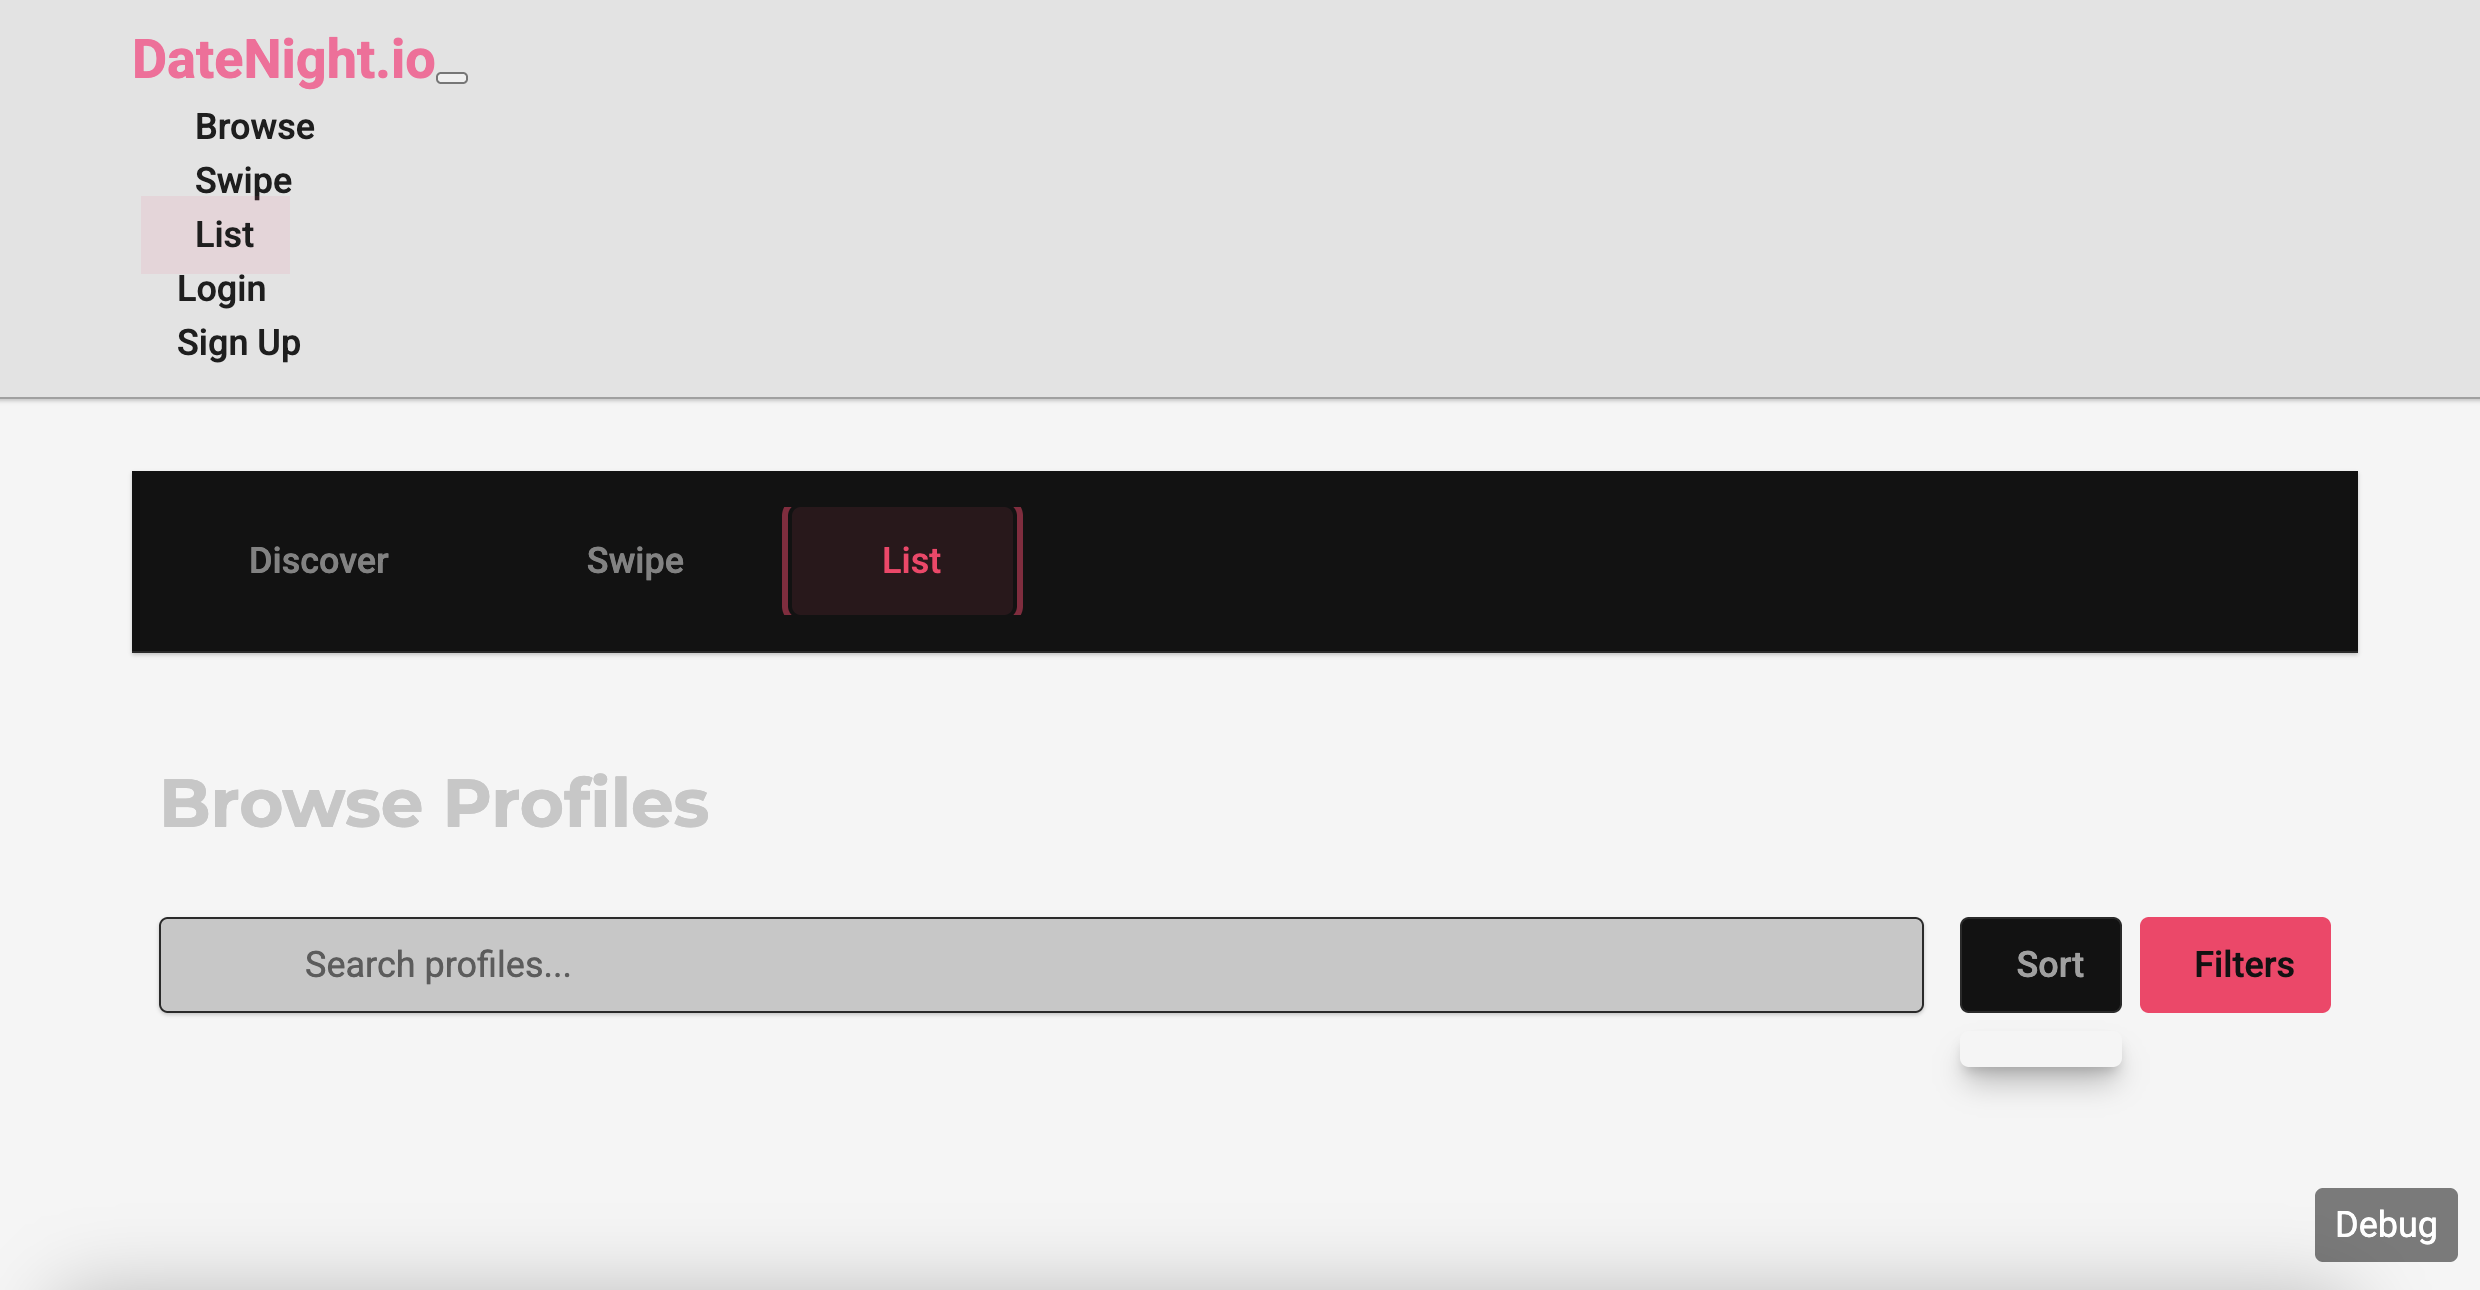 DateNight.io
Browse
Swipe
List
Login
Sign Up
Discover Swipe List
Browse Profiles
Search profiles... Sort Filters
Debug